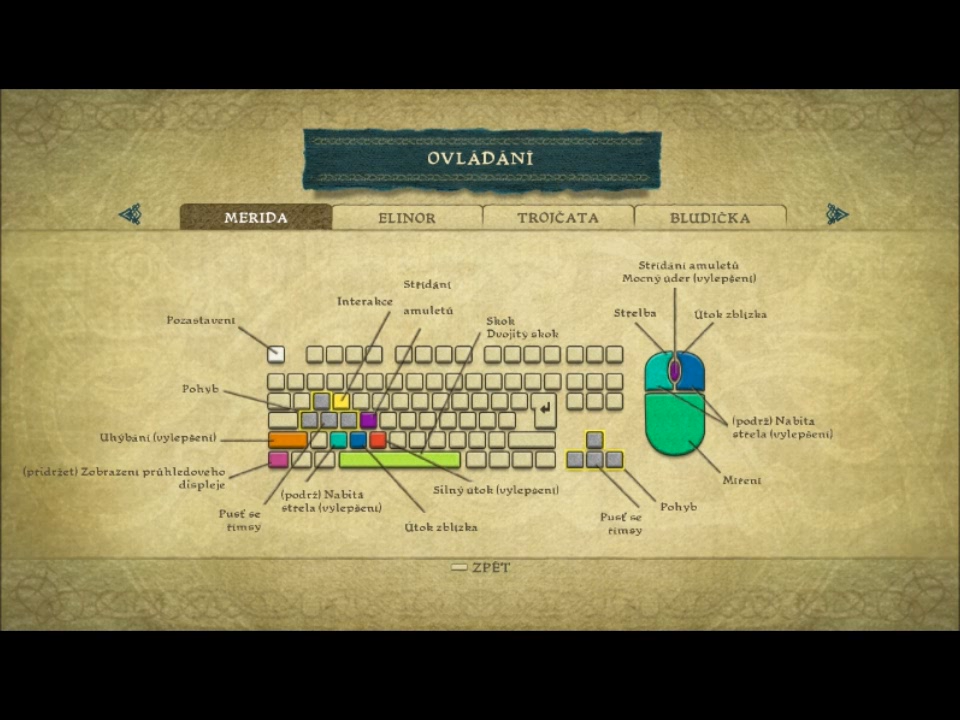 OVLÁDÁNÍ
MERIDA
ELINOR
TROJČATA
BLUDIČKA
Střídání amuletů
Mocný úder (vylepšení)
Střídání
amuletů
Interakce
Pozastavení
Skok
Dvojitý skok
Střelba
Útok zblízka
Pohyb
Uhýbání (vylepšení)
(přidržet) Zobrazení průhledového
displeje
Pusť se
římsy
(podrž) Nabitá
střela (vylepšení)
Silný útok (vylepšení)
Útok zblízka
Pusť se
římsy
Pohyb
(podrž) Nabitá
střela (vylepšení)
Míření
ZPĚT